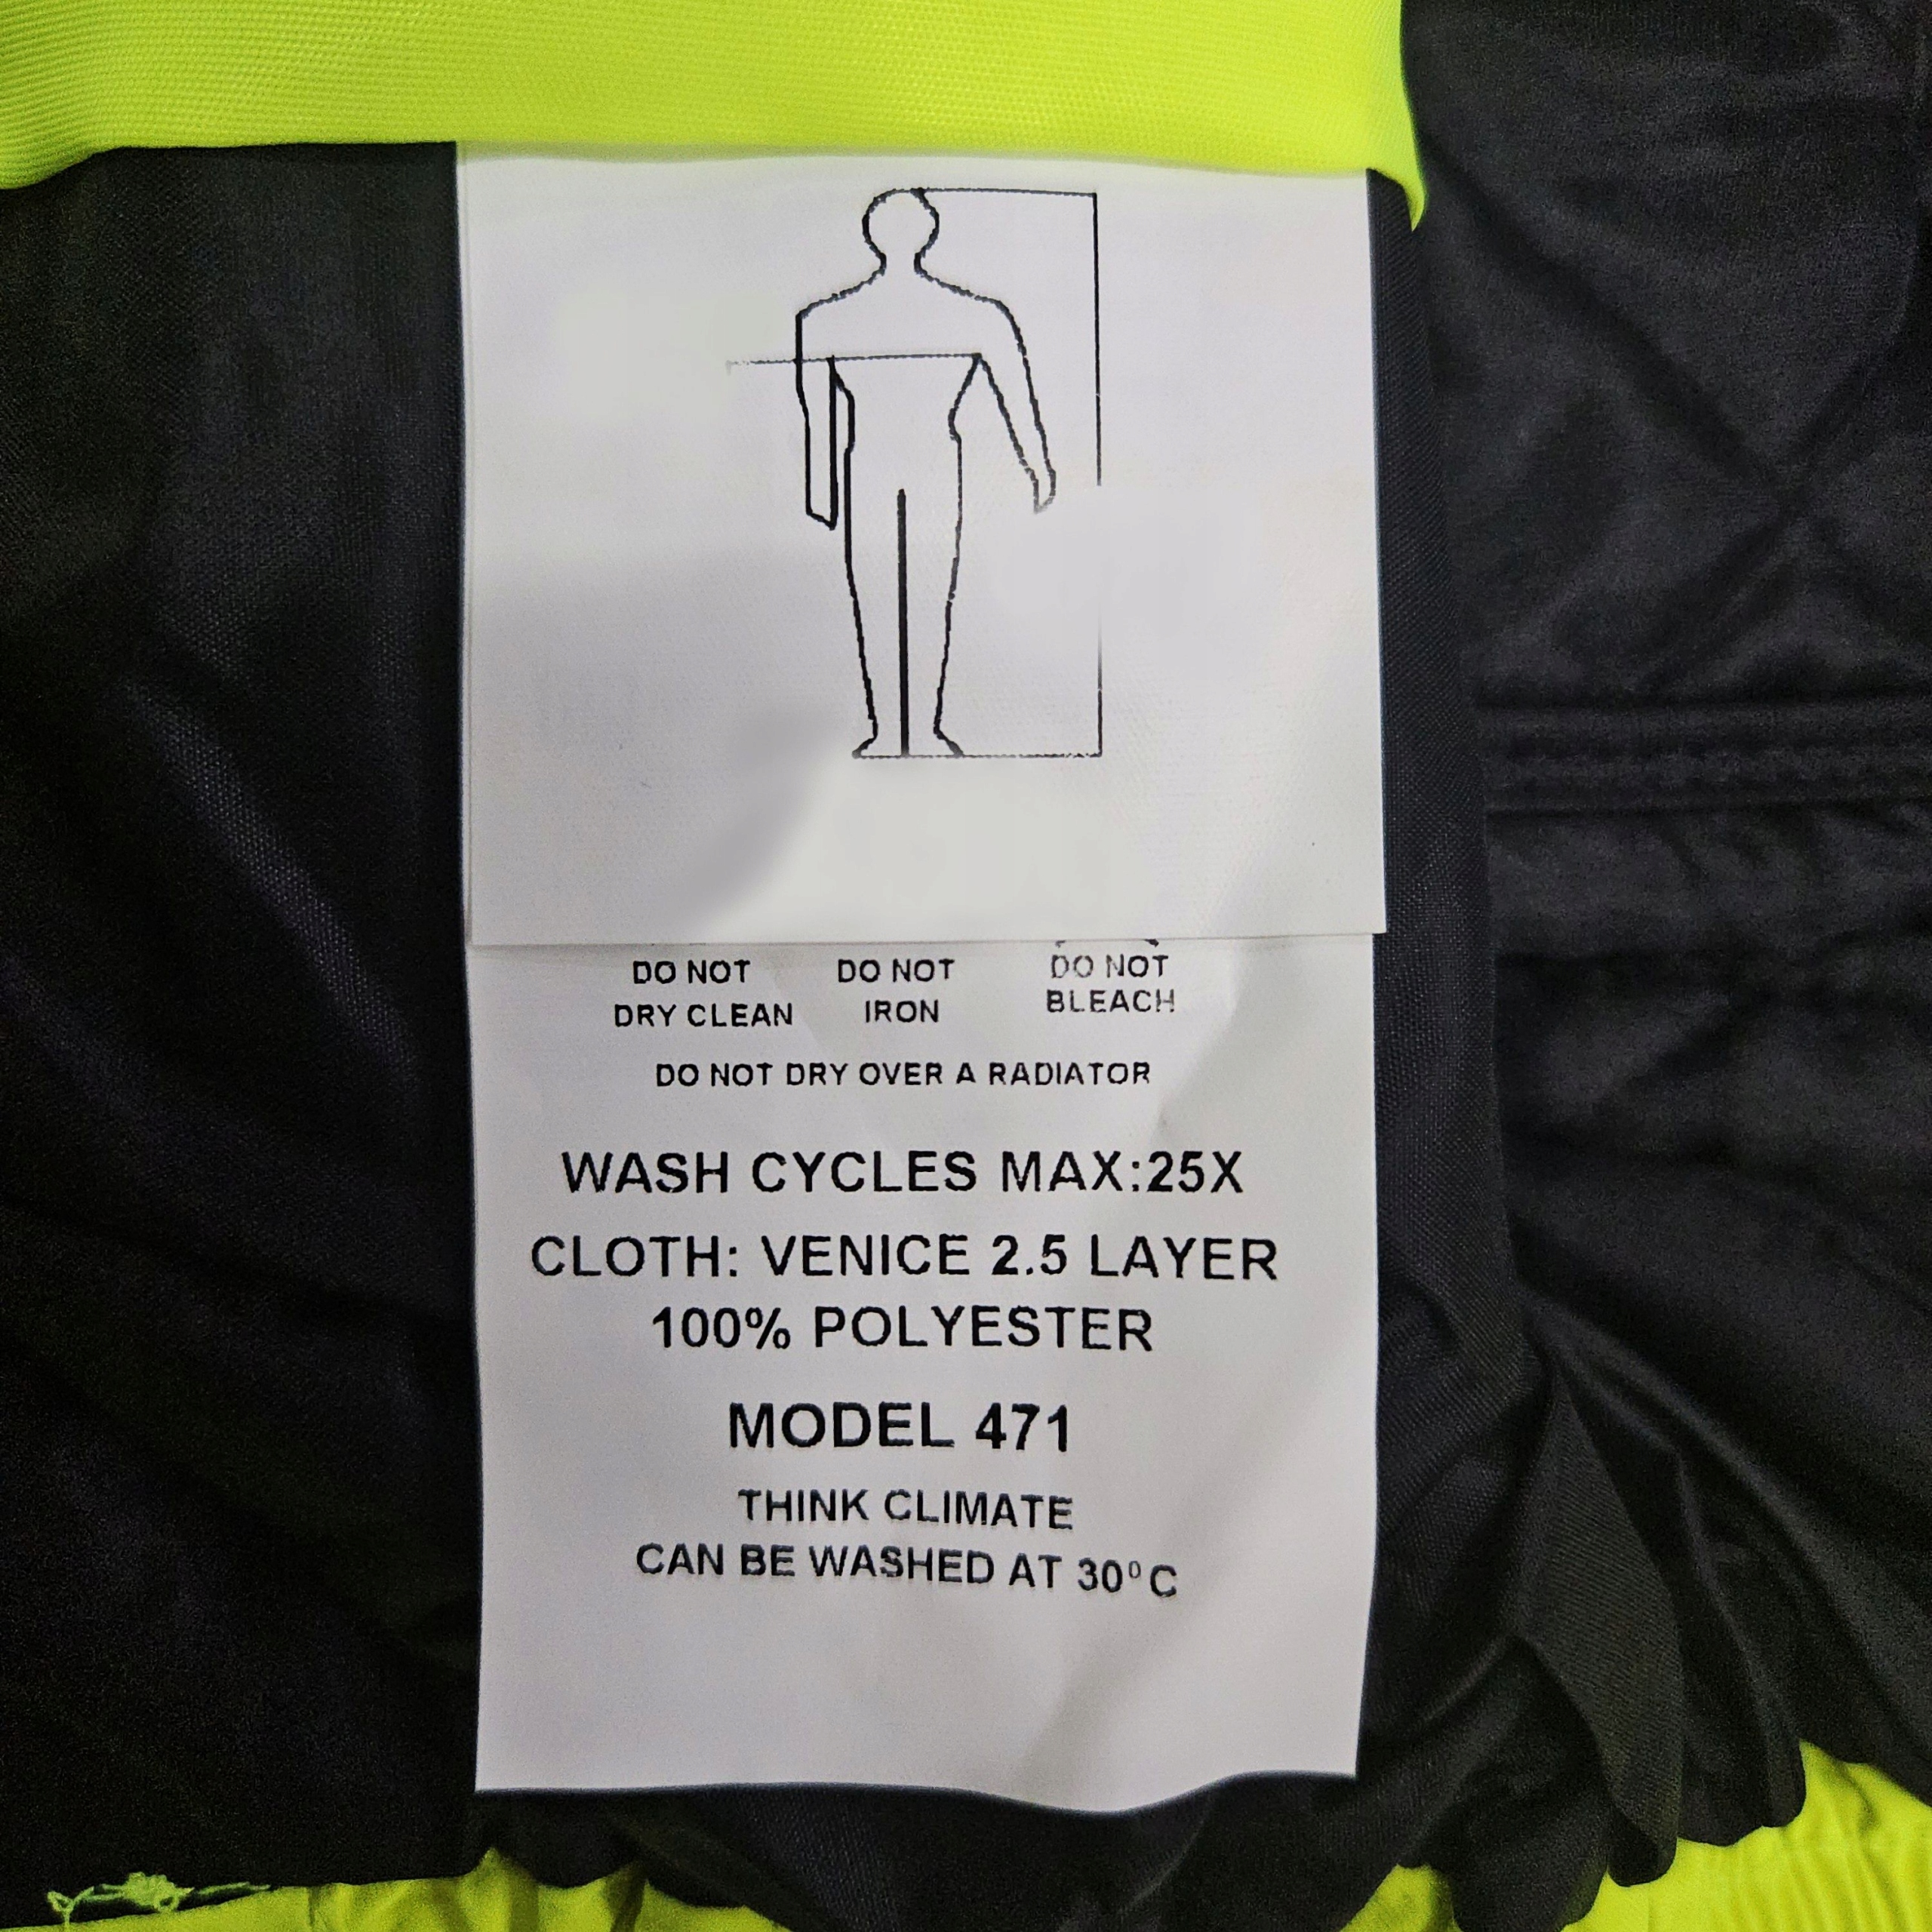 DO NOT DO NOT DO NOT
DRY CLEAN IRON BLEACH
DO NOT DRY OVER A RADIATOR
WASH CYCLES MAX:25X
CLOTH: VENICE 2.5 LAYER
100% POLYESTER
MODEL 471
THINK CLIMATE
CAN BE WASHED AT 30°C